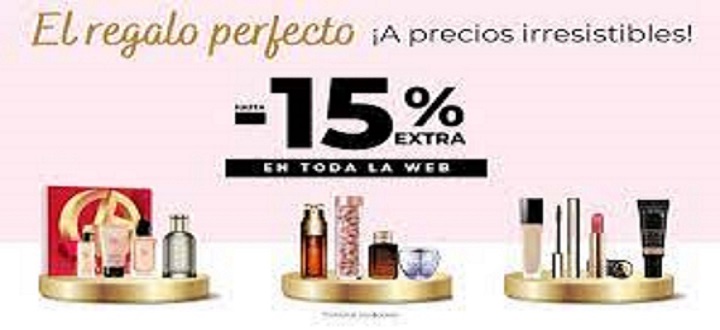 El regalo perfecto ¡A precios irresistibles!
HASTA
-15%
EXTRA
EN TODA LA WEB